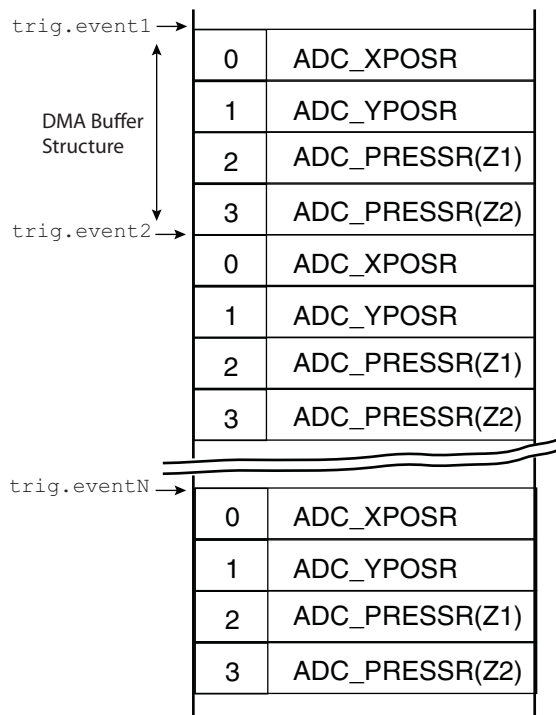 trig.event1
0 ADC_XPOSR
DMA Buffer
Structure
1 ADC_YPOSR
2 ADC_PRESSR(Z1)
3 ADC_PRESSR(Z2)
trig.event2
0 ADC_XPOSR
1 ADC_YPOSR
2 ADC_PRESSR(Z1)
3 ADC_PRESSR(Z2)
trig.eventN
0 ADC_XPOSR
1 ADC_YPOSR
2 ADC_PRESSR(Z1)
3 ADC_PRESSR(Z2)